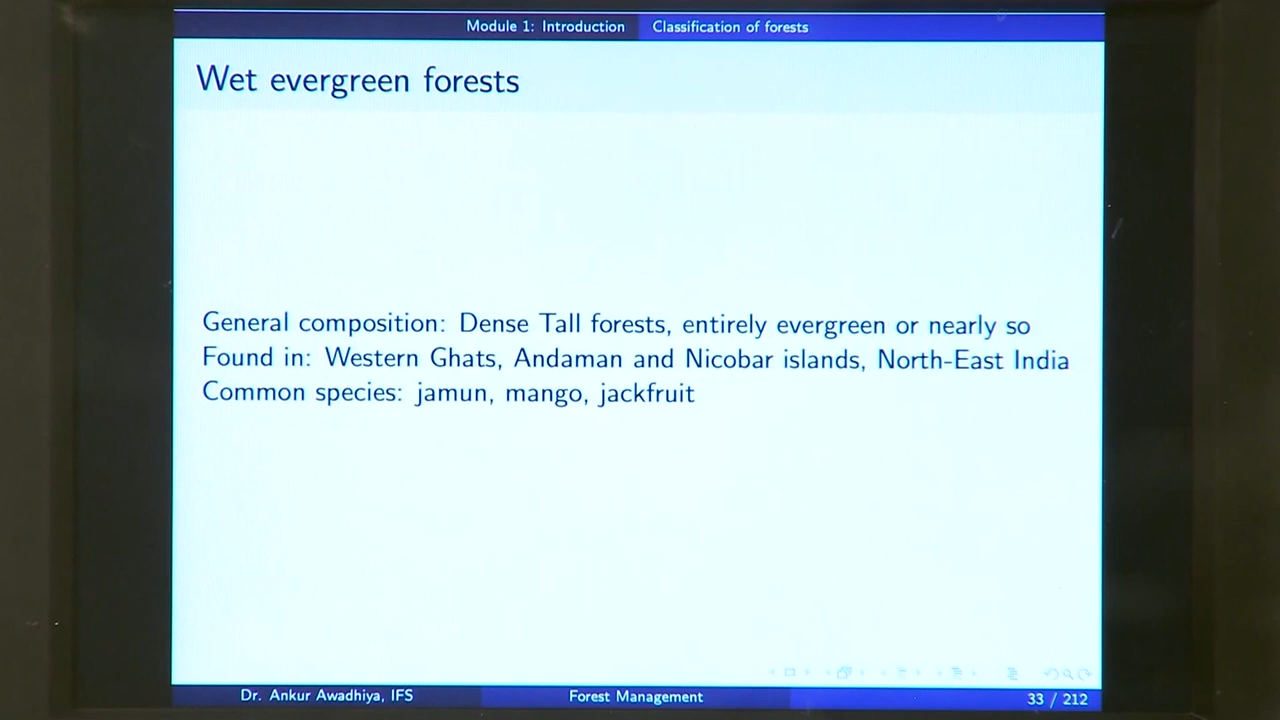 Module 1: Introduction Classification of forests
Wet evergreen forests
General composition: Dense Tall forests, entirely evergreen or nearly so
Found in: Western Ghats, Andaman and Nicobar islands, North-East India
Common species: jamun, mango, jackfruit
Dr. Ankur Awadhiya, IFS Forest Management 33 / 212